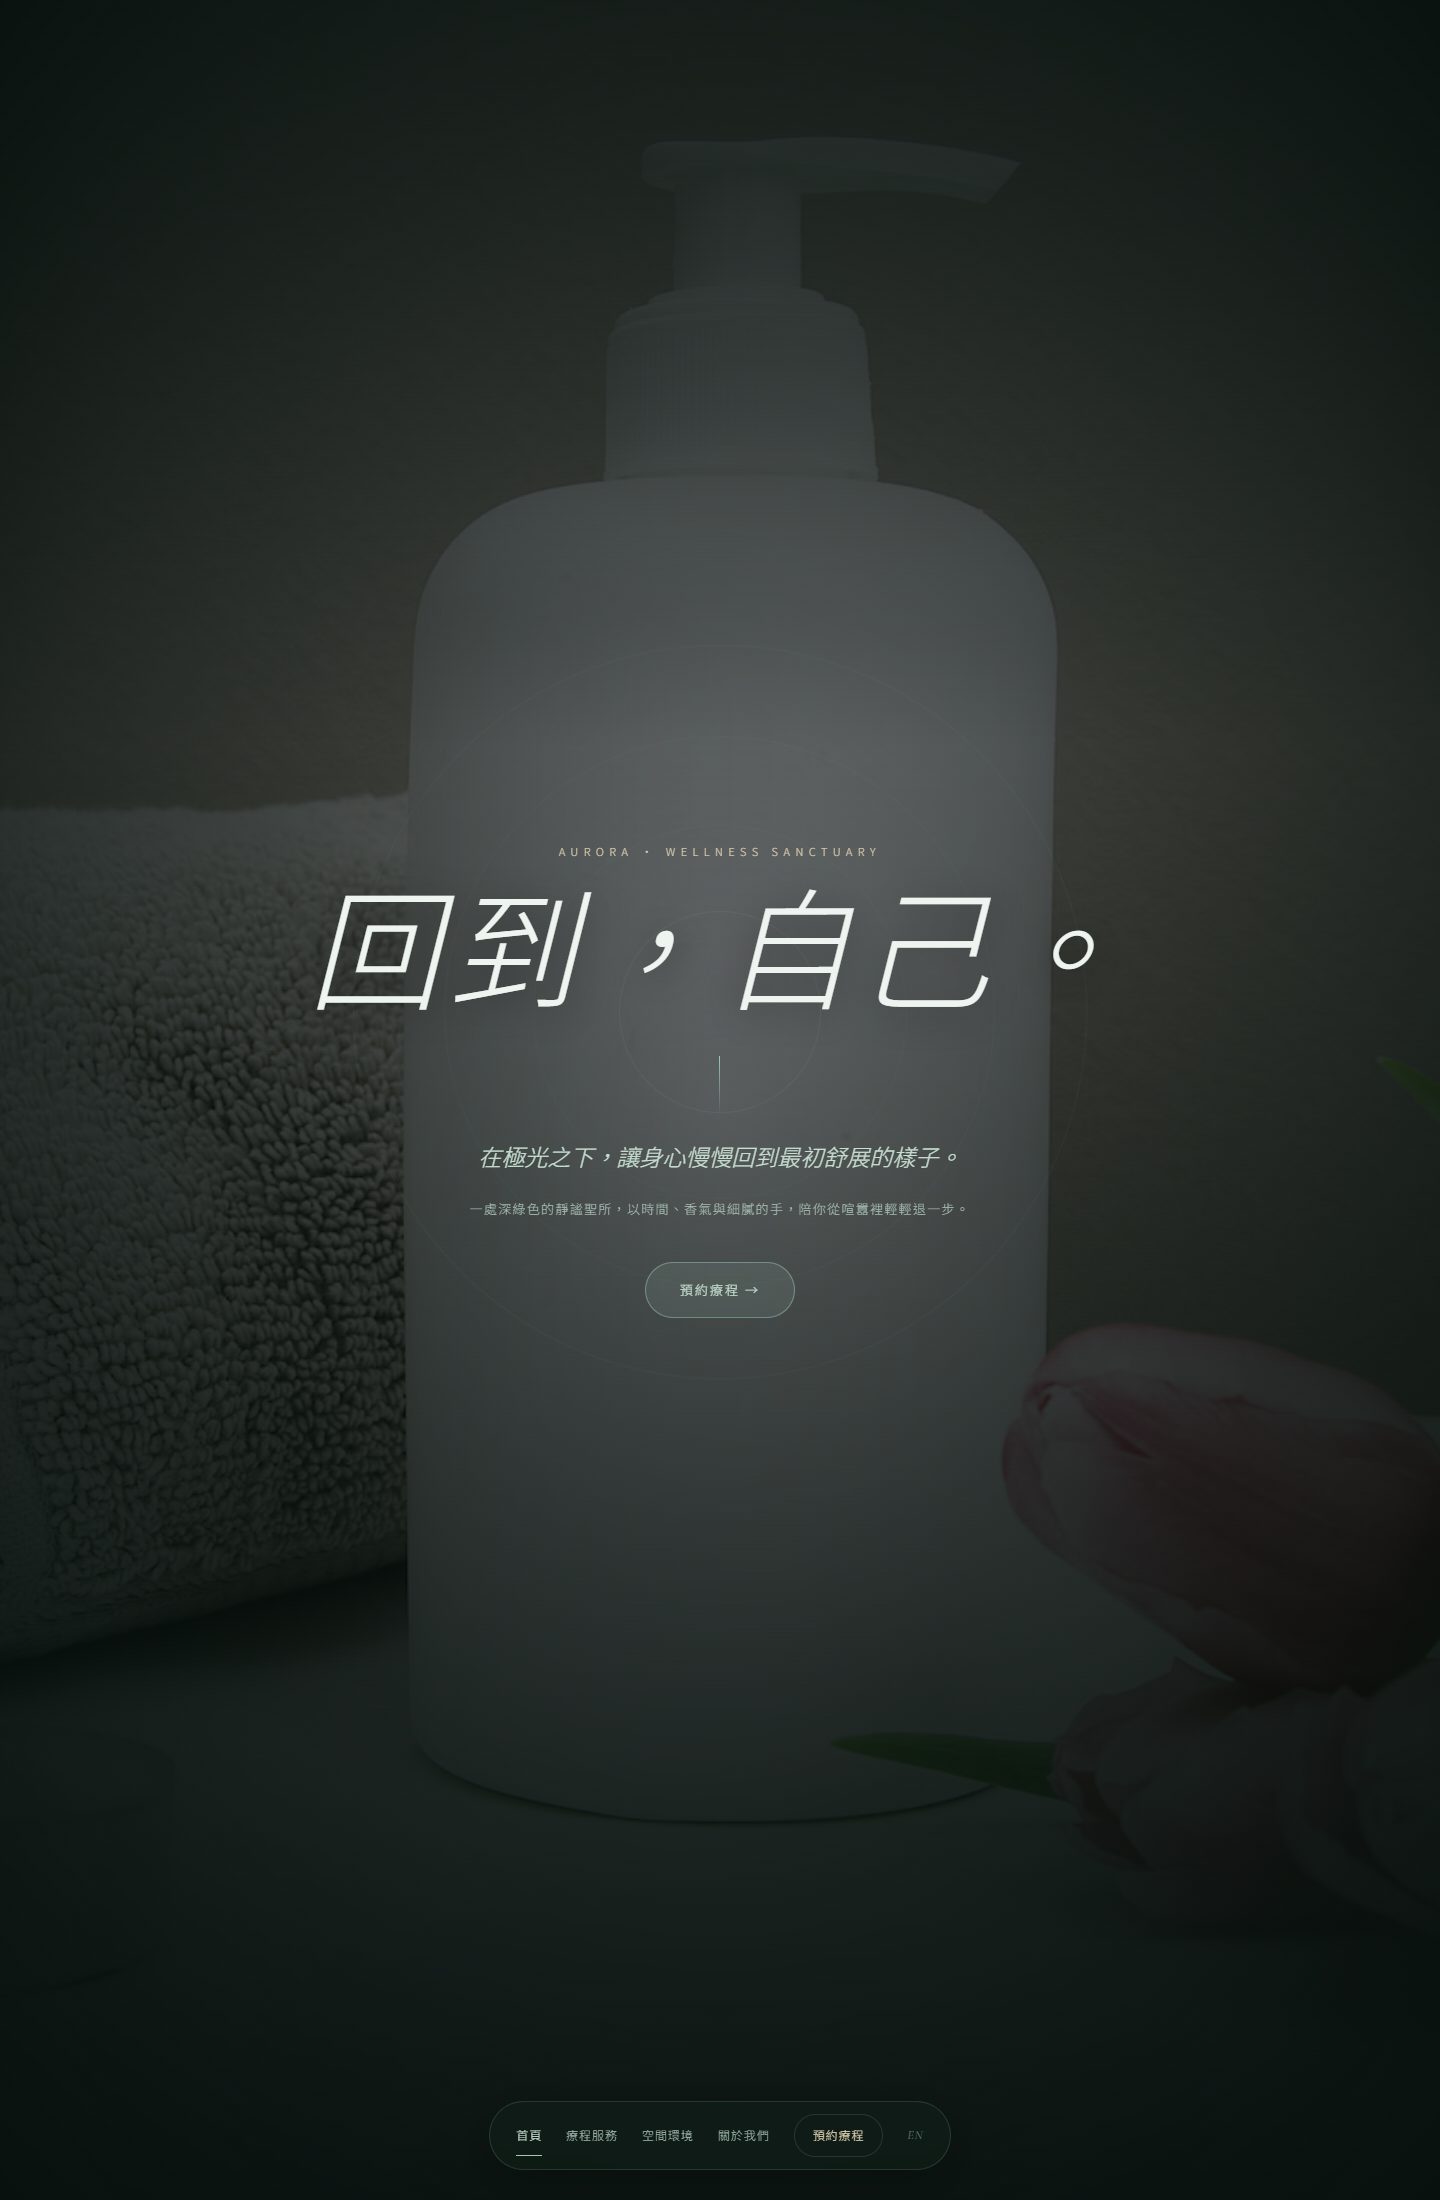 AURORA · WELLNESS SANCTUARY
回到，自己。
在極光之下，讓身心慢慢回到最初舒展的樣子。
一處深綠色的靜謐聖所，以時間、香氣與細膩的手，陪你從喧囂裡輕輕退一步。
預約療程 →
首頁 療程服務 空間環境 關於我們 預約療程 EN